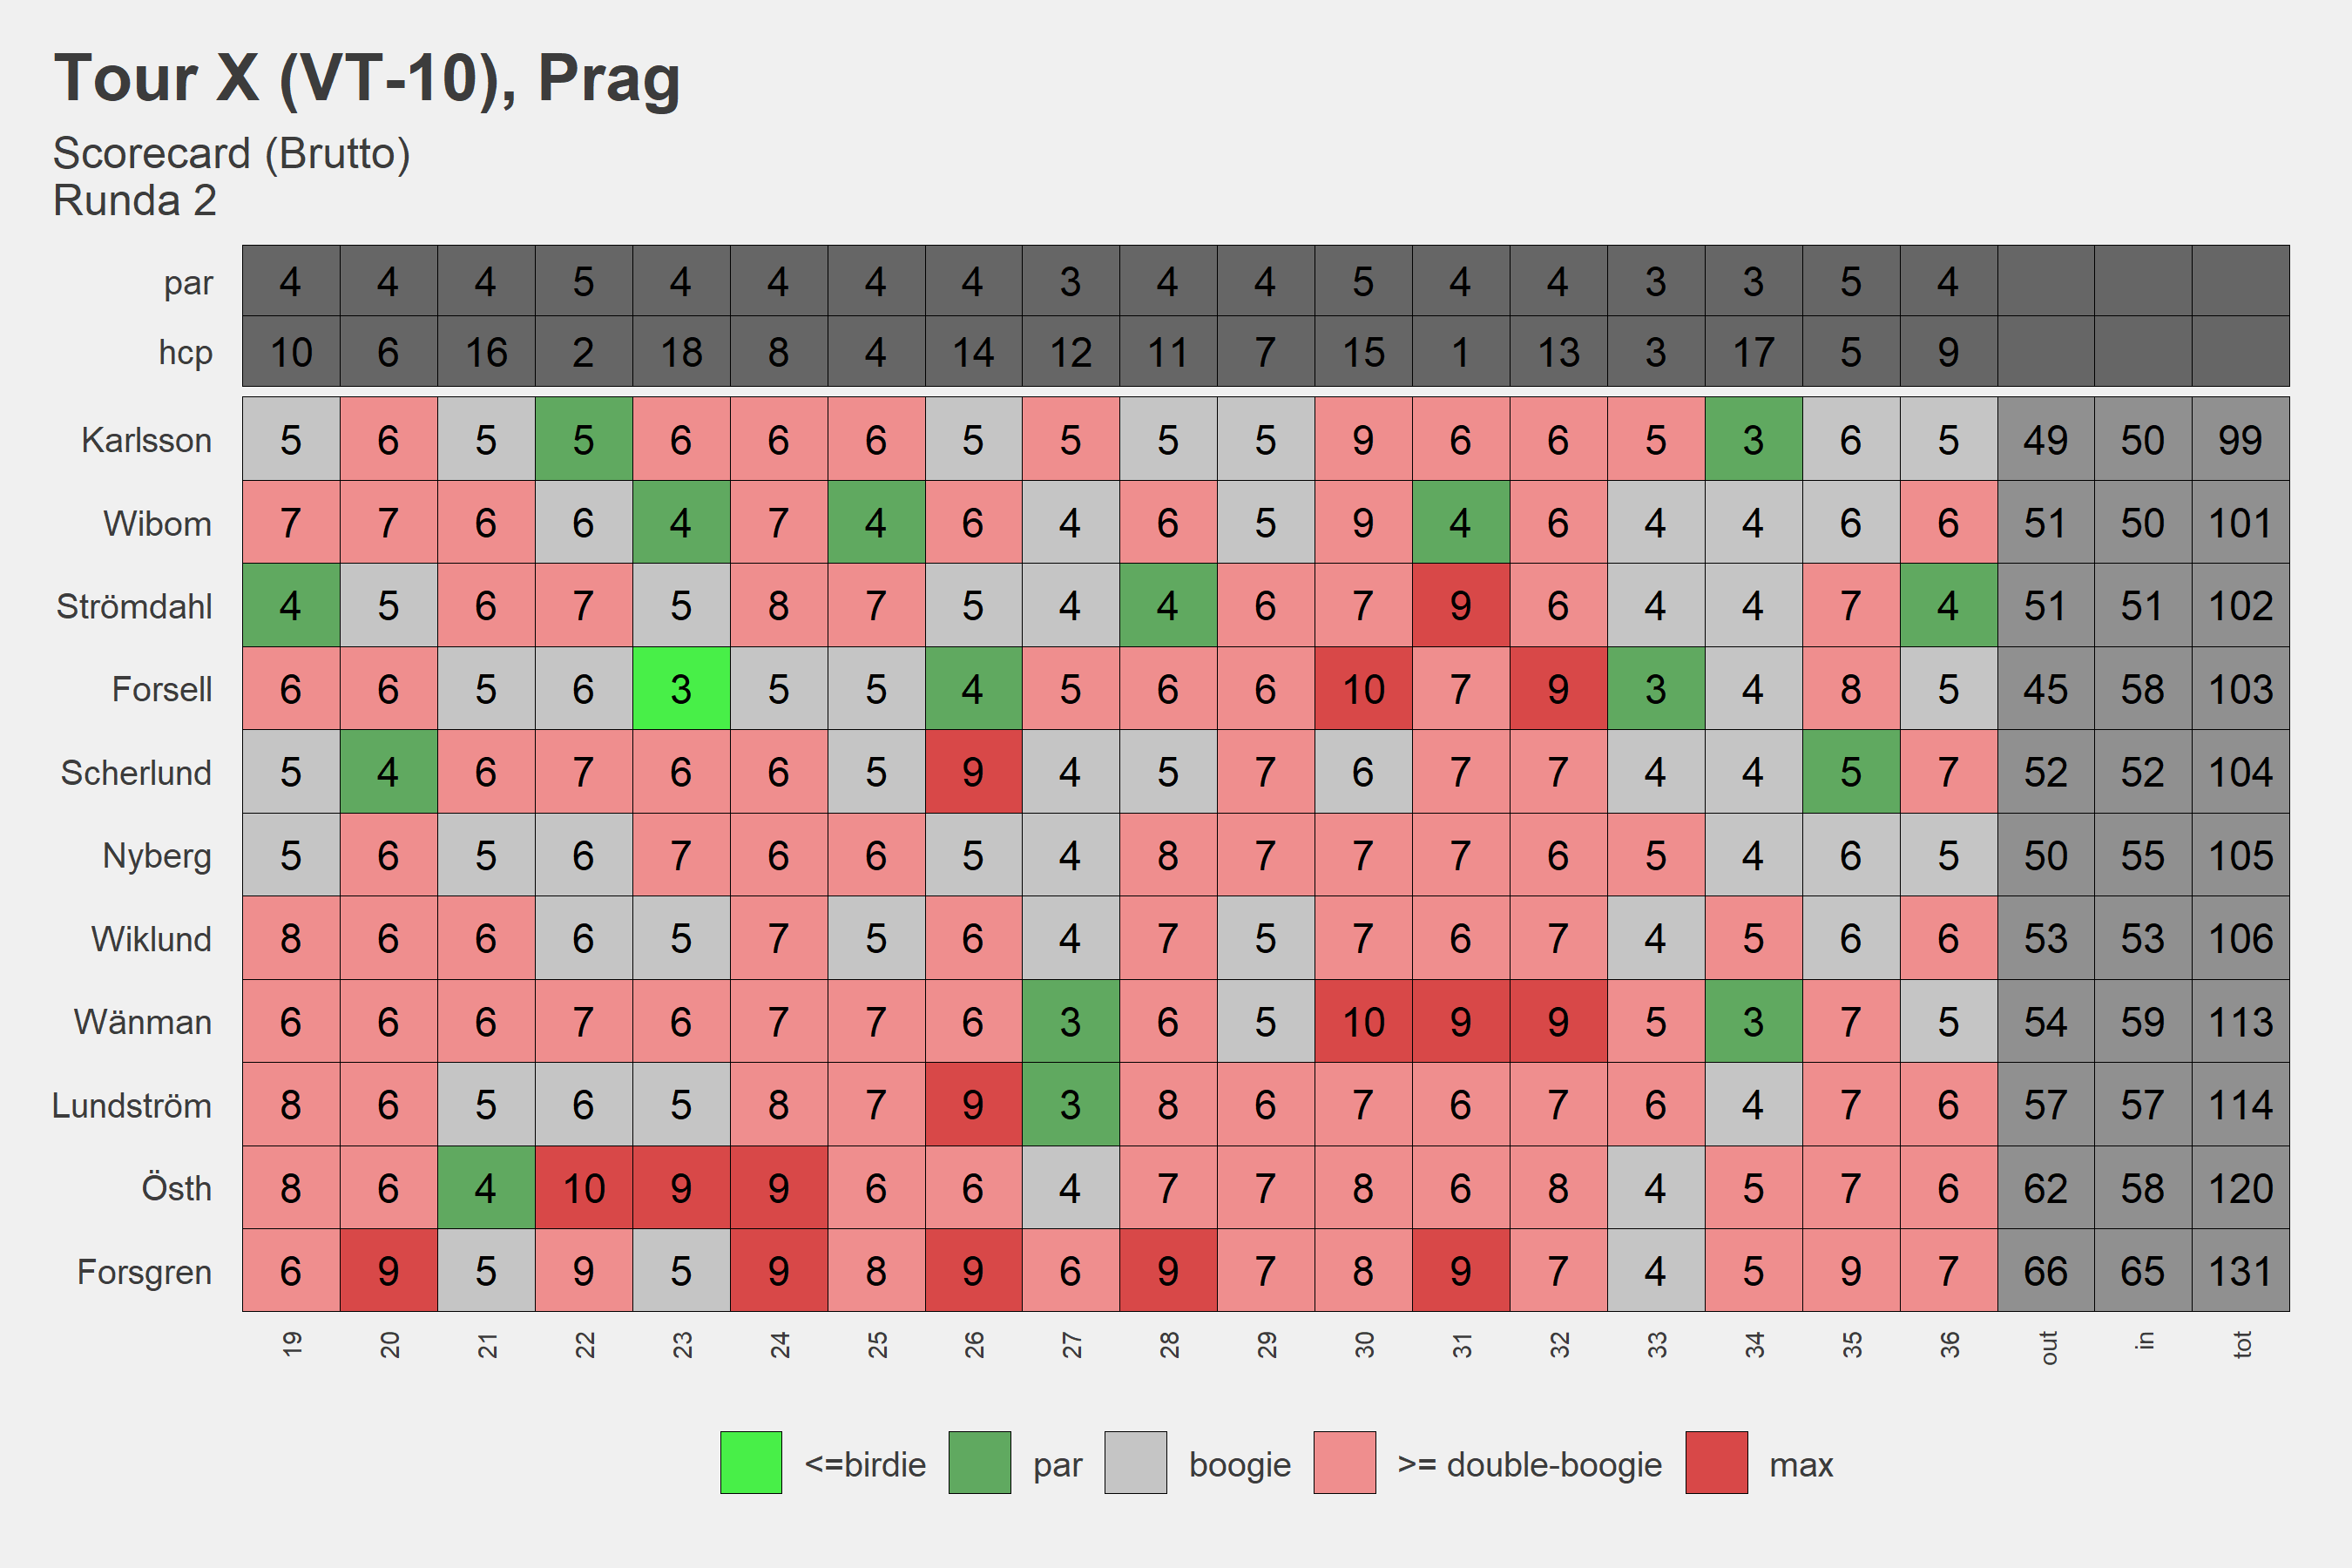 Tour X (VT-10), Prag
Scorecard (Brutto)
Runda 2
par 4 4 4 5 4 4 4 4 3 4 4 5 4 4 3 3 5 4
hcp 10 6 16 2 18 8 4 14 12 11 7 15 1 13 3 17 5 9
Karlsson 5 6 5 5 6 6 6 5 5 5 5 9 6 6 5 3 6 5 49 50 99
Wibom 7 7 6 6 4 7 4 6 4 6 5 9 4 6 4 4 6 6 51 50 101
Strömdahl 4 5 6 7 5 8 7 5 4 4 6 7 9 6 4 4 7 4 51 51 102
Forsell 6 6 5 6 3 5 5 4 5 6 6 10 7 9 3 4 8 5 45 58 103
Scherlund 5 4 6 7 6 6 5 9 4 5 7 6 7 7 4 4 5 7 52 52 104
Nyberg 5 6 5 6 7 6 6 5 4 8 7 7 7 6 5 4 6 5 50 55 105
Wiklund 8 6 6 6 5 7 5 6 4 7 5 7 6 7 4 5 6 6 53 53 106
Wänman 6 6 6 7 6 7 7 6 3 6 5 10 9 9 5 3 7 5 54 59 113
Lundström 8 6 5 6 5 8 7 9 3 8 6 7 6 7 6 4 7 6 57 57 114
Östh 8 6 4 10 9 9 6 6 4 7 7 8 6 8 4 5 7 6 62 58 120
Forsgren 6 9 5 9 5 9 8 9 6 9 7 8 9 7 4 5 9 7 66 65 131
19 20 21 22 23 24 25 26 27 28 29 30 31 32 33 34 35 36 out in tot
<=birdie par boogie >= double-boogie max